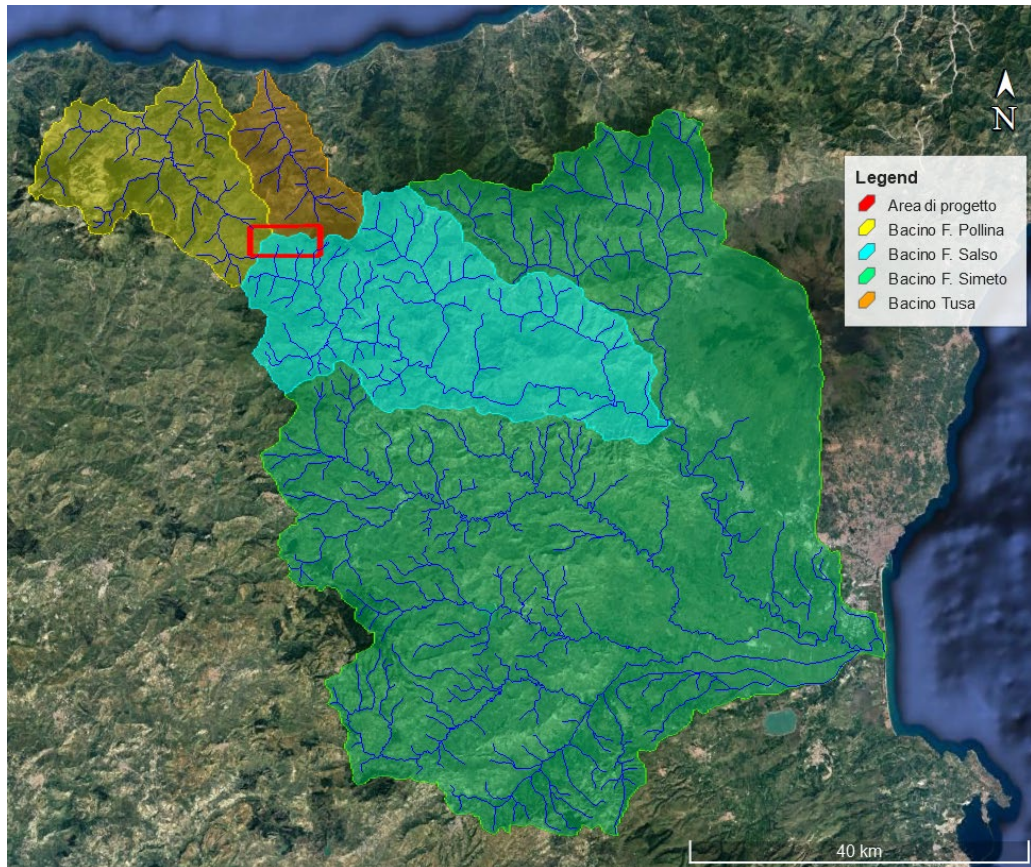 N
Legend
Area di progetto
Bacino F. Pollina
Bacino F. Salso
Bacino F. Simeto
Bacino Tusa
40 km